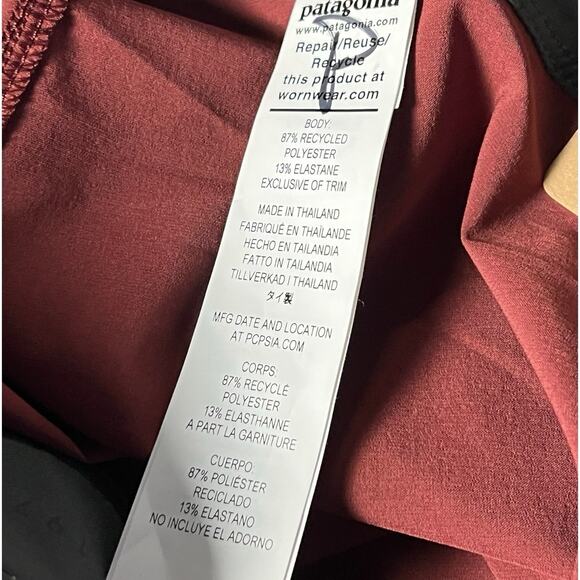 patagonia
www.patagonia.com
Repair/Reuse/
Recycle
this product at
wornwear.com
P
BODY:
87% RECYCLED
POLYESTER
13% ELASTANE
EXCLUSIVE OF TRIM
MADE IN THAILAND
FABRIQUÉ EN THAÏLANDE
HECHO EN TAILANDIA
FATTO IN TAILANDIA
TILLVERKAD I THAILAND
タイ製
MFG DATE AND LOCATION
AT PCPSIA.COM
CORPS:
87% RECYCLÉ
POLYESTER
13% ELASTHANNE
A PART LA GARNITURE
CUERPO:
87% POLIÉSTER
RECICLADO
13% ELASTANO
NO INCLUYE EL ADORNO